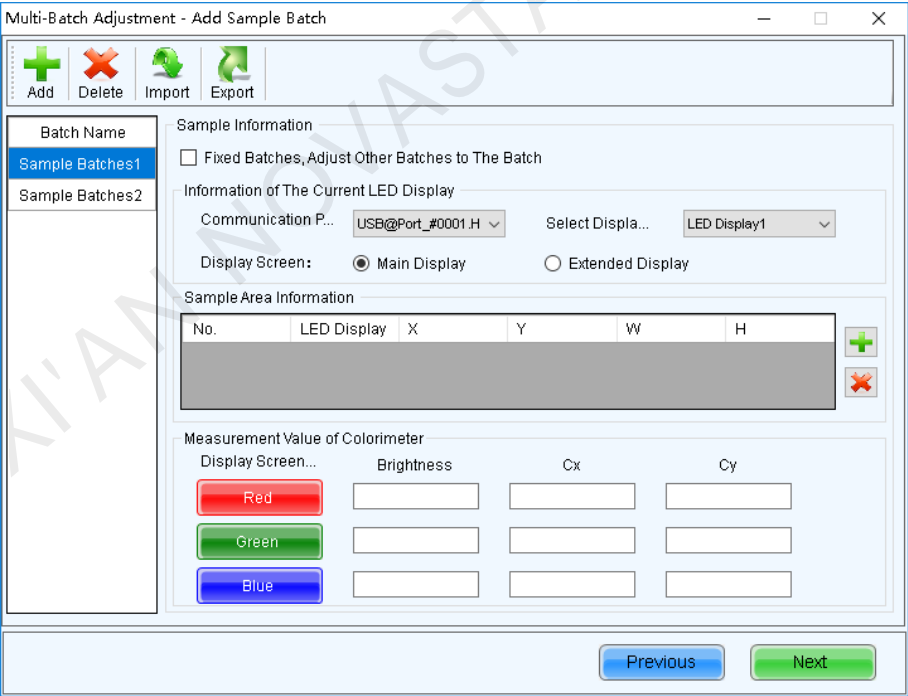 Multi-Batch Adjustment - Add Sample Batch
Add Delete Import Export
Batch Name
Sample Batches1
Sample Batches2
Sample Information
Fixed Batches,Adjust Other Batches to The Batch
Information of The Current LED Display
Communication P... USB@Port_#0001.H Select Displa... LED Display1
Display Screen: Main Display Extended Display
Sample Area Information
No. LED Display X Y W H
Measurement Value of Colorimeter
Display Screen... Brightness Cx Cy
Red
Green
Blue
Previous Next
XI'AN NOVASTA